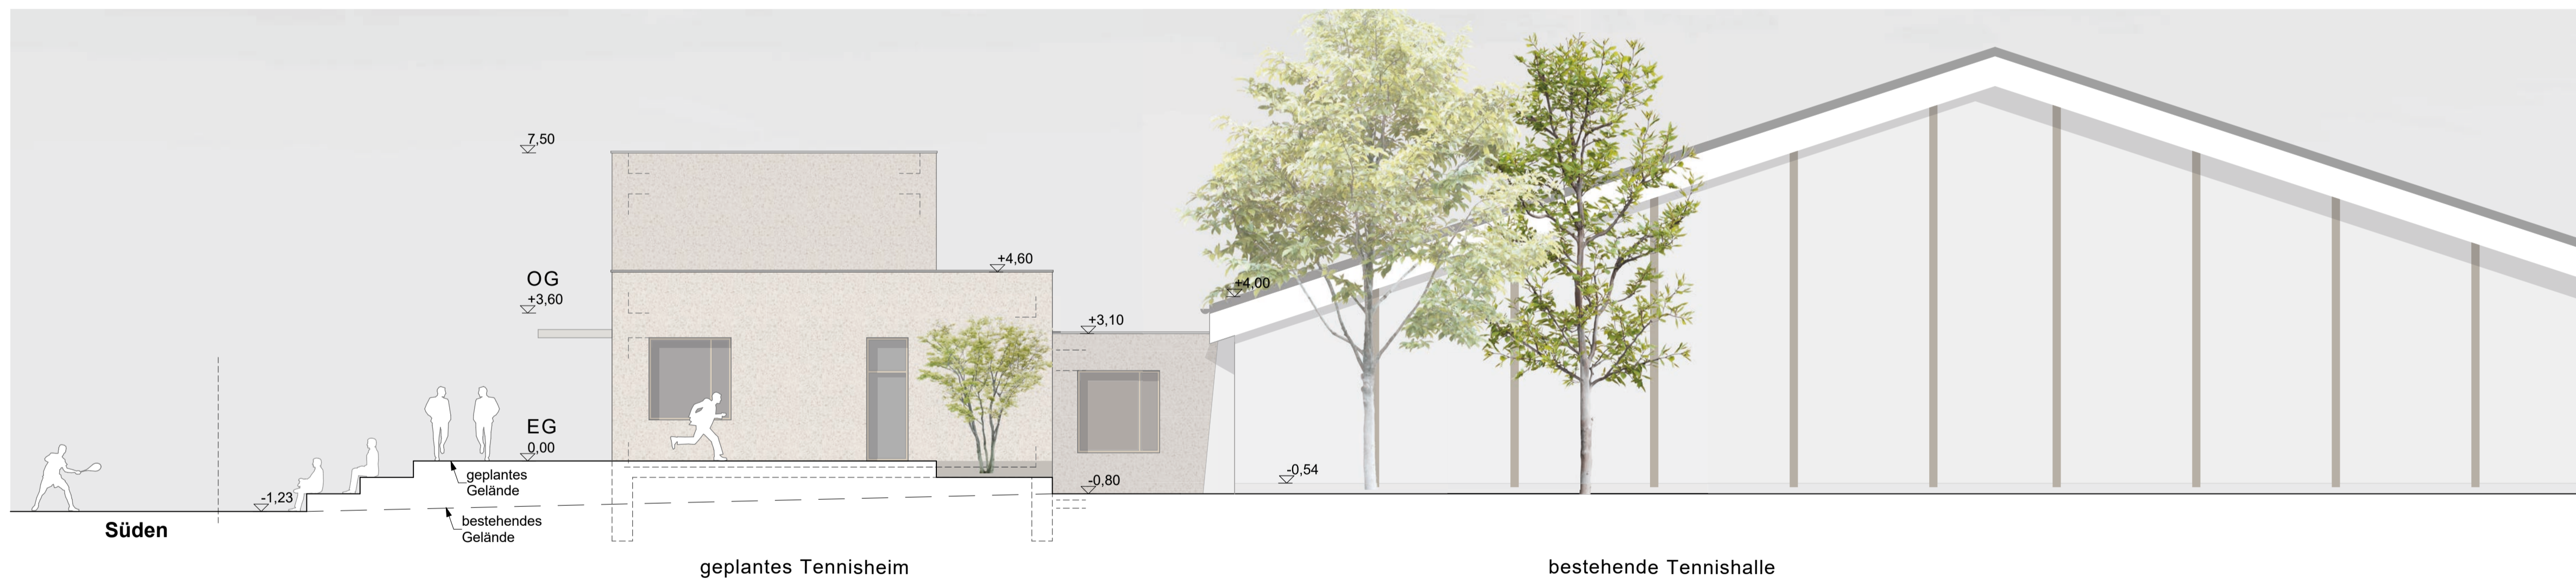 7,50
+4,60
OG
+3,60
+4,00
+3,10
EG
0,00
geplantes
Gelände
-0,54
-0,80
-1,23
bestehendes
Gelände
Süden
geplantes Tennisheim
bestehende Tennishalle